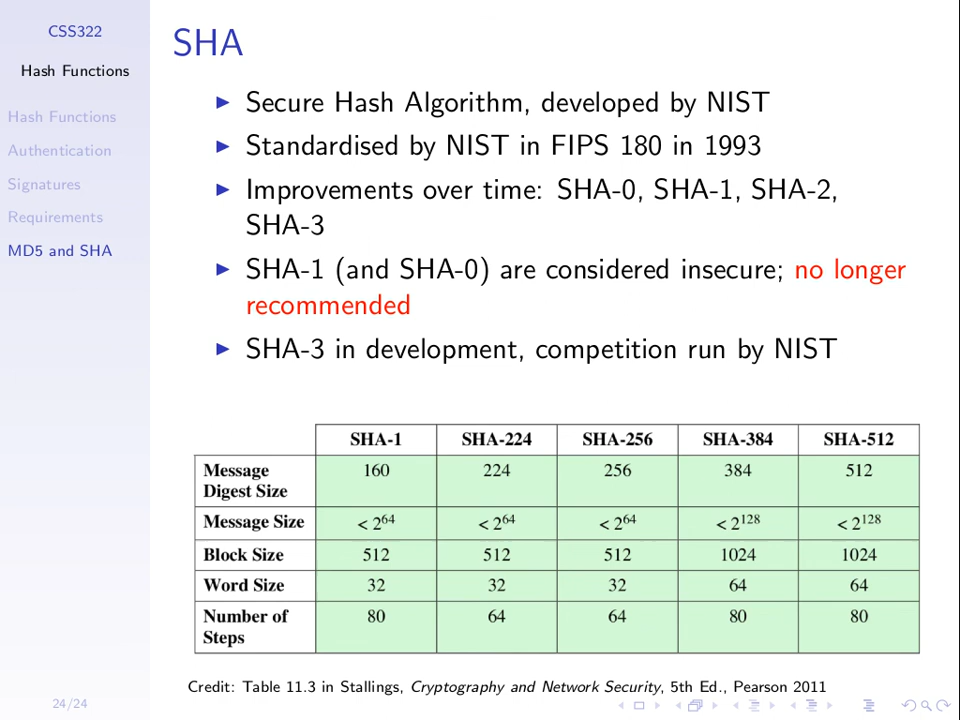 CSS322
Hash Functions
Hash Functions
Authentication
Signatures
Requirements
MD5 and SHA
24/24
SHA
Secure Hash Algorithm, developed by NIST
Standardised by NIST in FIPS 180 in 1993
Improvements over time: SHA-0, SHA-1, SHA-2,
SHA-3
SHA-1 (and SHA-0) are considered insecure; no longer
recommended
SHA-3 in development, competition run by NIST
SHA-1 SHA-224 SHA-256 SHA-384 SHA-512
Message
Digest Size 160 224 256 384 512
Message Size < 2^64 < 2^64 < 2^64 < 2^128 < 2^128
Block Size 512 512 512 1024 1024
Word Size 32 32 32 64 64
Number of
Steps 80 64 64 80 80
Credit: Table 11.3 in Stallings, Cryptography and Network Security, 5th Ed., Pearson 2011